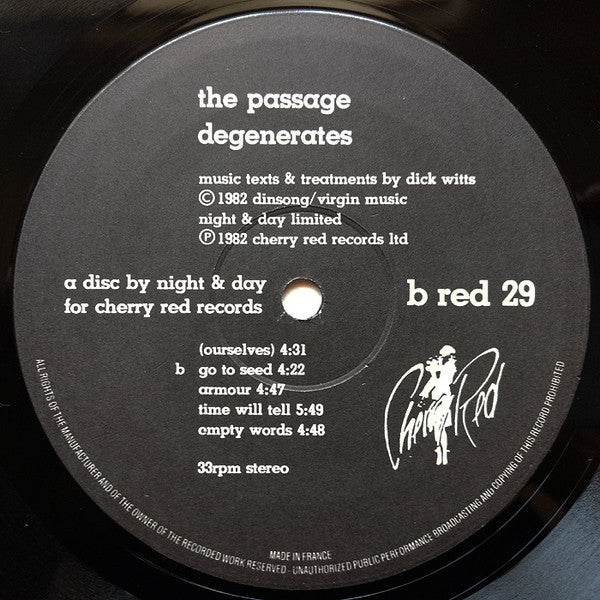 the passage
degenerates
music texts & treatments by dick witts
© 1982 dinsong/virgin music
night & day limited
℗ 1982 cherry red records ltd
a disc by night & day
for cherry red records
b red 29
(ourselves) 4:31
b go to seed 4:22
armour 4:47
time will tell 5:49
empty words 4:48
33rpm stereo
Cherry Red
ALL RIGHTS OF THE MANUFACTURER AND OF THE OWNER OF THE RECORDED WORK RESERVED - UNAUTHORIZED PUBLIC PERFORMANCE BROADCASTING AND COPYING OF THIS RECORD PROHIBITED
MADE IN FRANCE